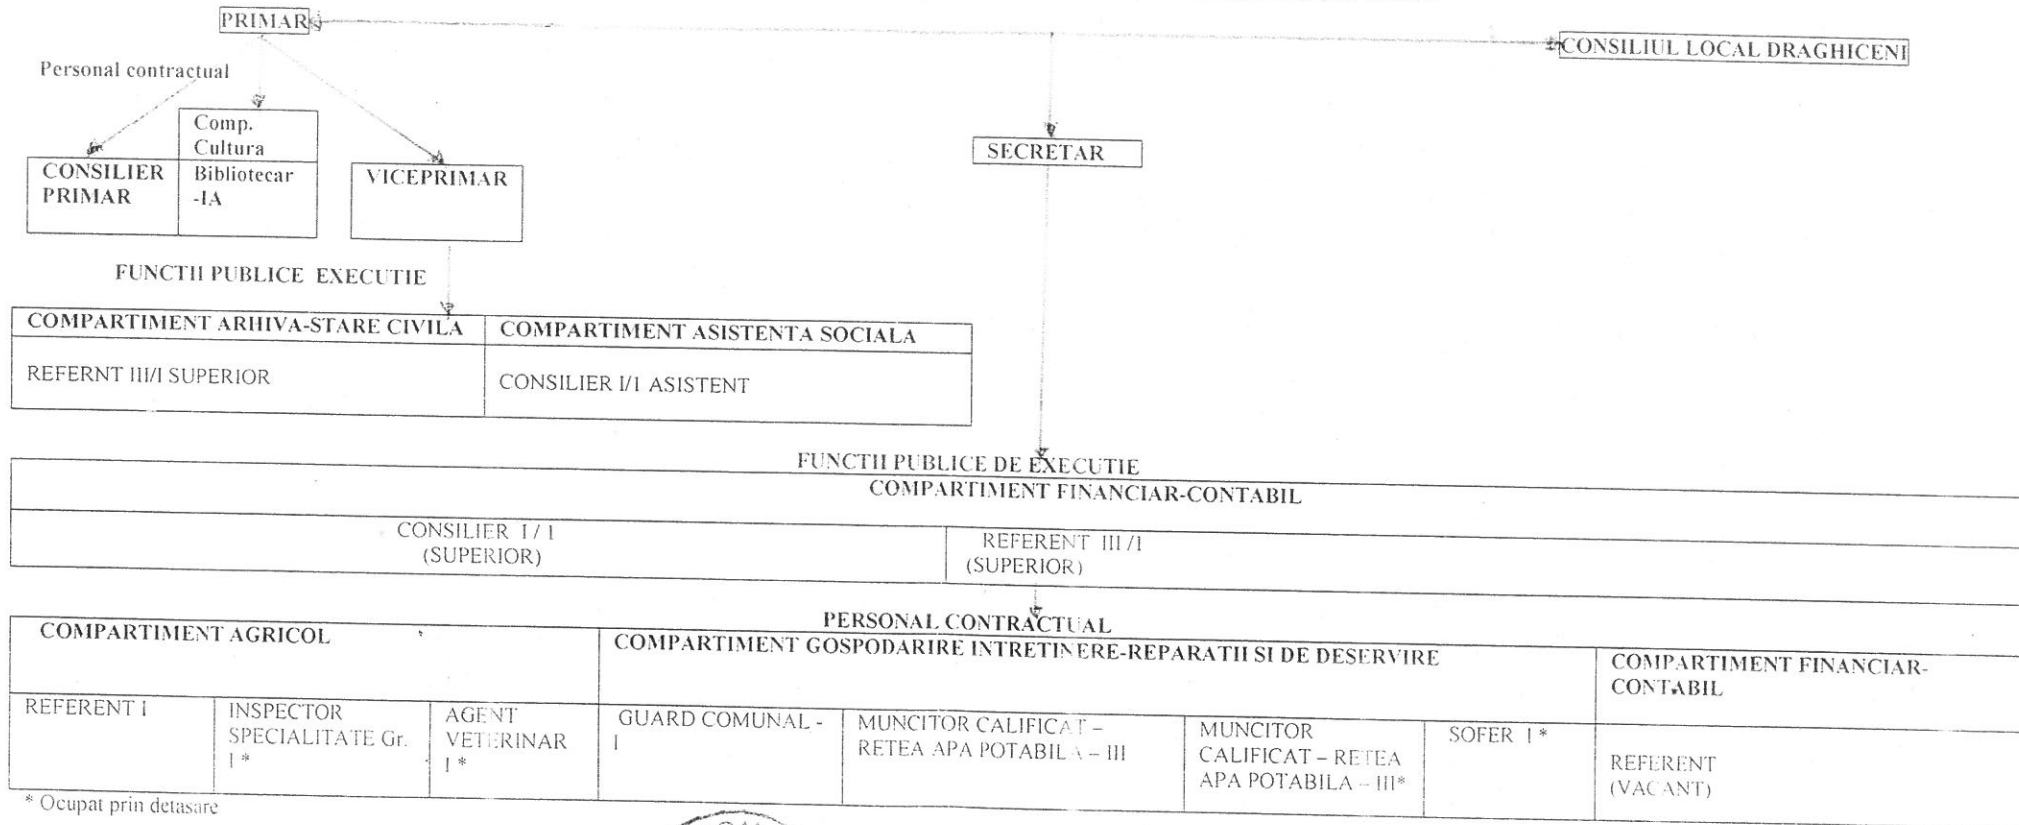 PRIMAR
CONSILIUL LOCAL DRAGHICENI
Personal contractual
Comp.
Cultura
CONSILIER
PRIMAR
Bibliotecar
-IA
VICEPRIMAR
SECRETAR
FUNCTII PUBLICE EXECUTIE
COMPARTIMENT ARHIVA-STARE CIVILA
COMPARTIMENT ASISTENTA SOCIALA
REFERNT III/I SUPERIOR
CONSILIER I/I ASISTENT
FUNCTII PUBLICE DE EXECUTIE
COMPARTIMENT FINANCIAR-CONTABIL
CONSILIER I / I
(SUPERIOR)
REFERENT III /I
(SUPERIOR)
PERSONAL CONTRACTUAL
COMPARTIMENT AGRICOL
COMPARTIMENT GOSPODARIRE INTRETINERE-REPARATII SI DE DESERVIRE
COMPARTIMENT FINANCIAR-
CONTABIL
REFERENT I
INSPECTOR
SPECIALITATE Gr.
I *
AGENT
VETERINAR
I *
GUARD COMUNAL -
I
MUNCITOR CALIFICAT –
RETEA APA POTABILA – III
MUNCITOR
CALIFICAT – RETEA
APA POTABILA – III*
SOFER I *
REFERENT
(VACANT)
* Ocupat prin detasare